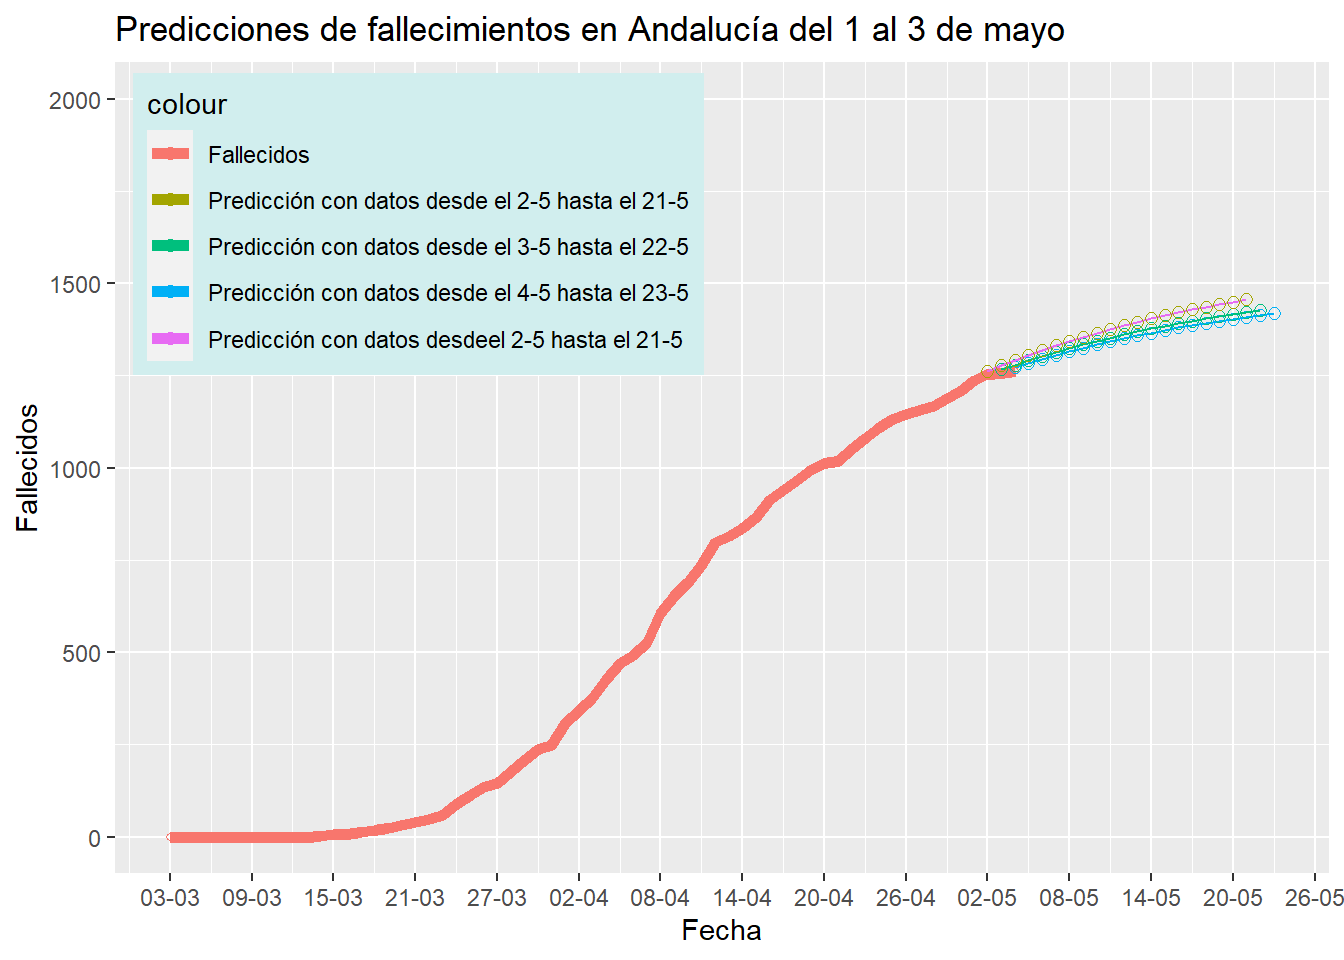 Predicciones de fallecimientos en Andalucía del 1 al 3 de mayo
colour
Fallecidos
Predicción con datos desde el 2-5 hasta el 21-5
Predicción con datos desde el 3-5 hasta el 22-5
Predicción con datos desde el 4-5 hasta el 23-5
Predicción con datos desdeel 2-5 hasta el 21-5
2000
1500
1000
500
0
Fallecidos
03-03 09-03 15-03 21-03 27-03 02-04 08-04 14-04 20-04 26-04 02-05 08-05 14-05 20-05 26-05
Fecha